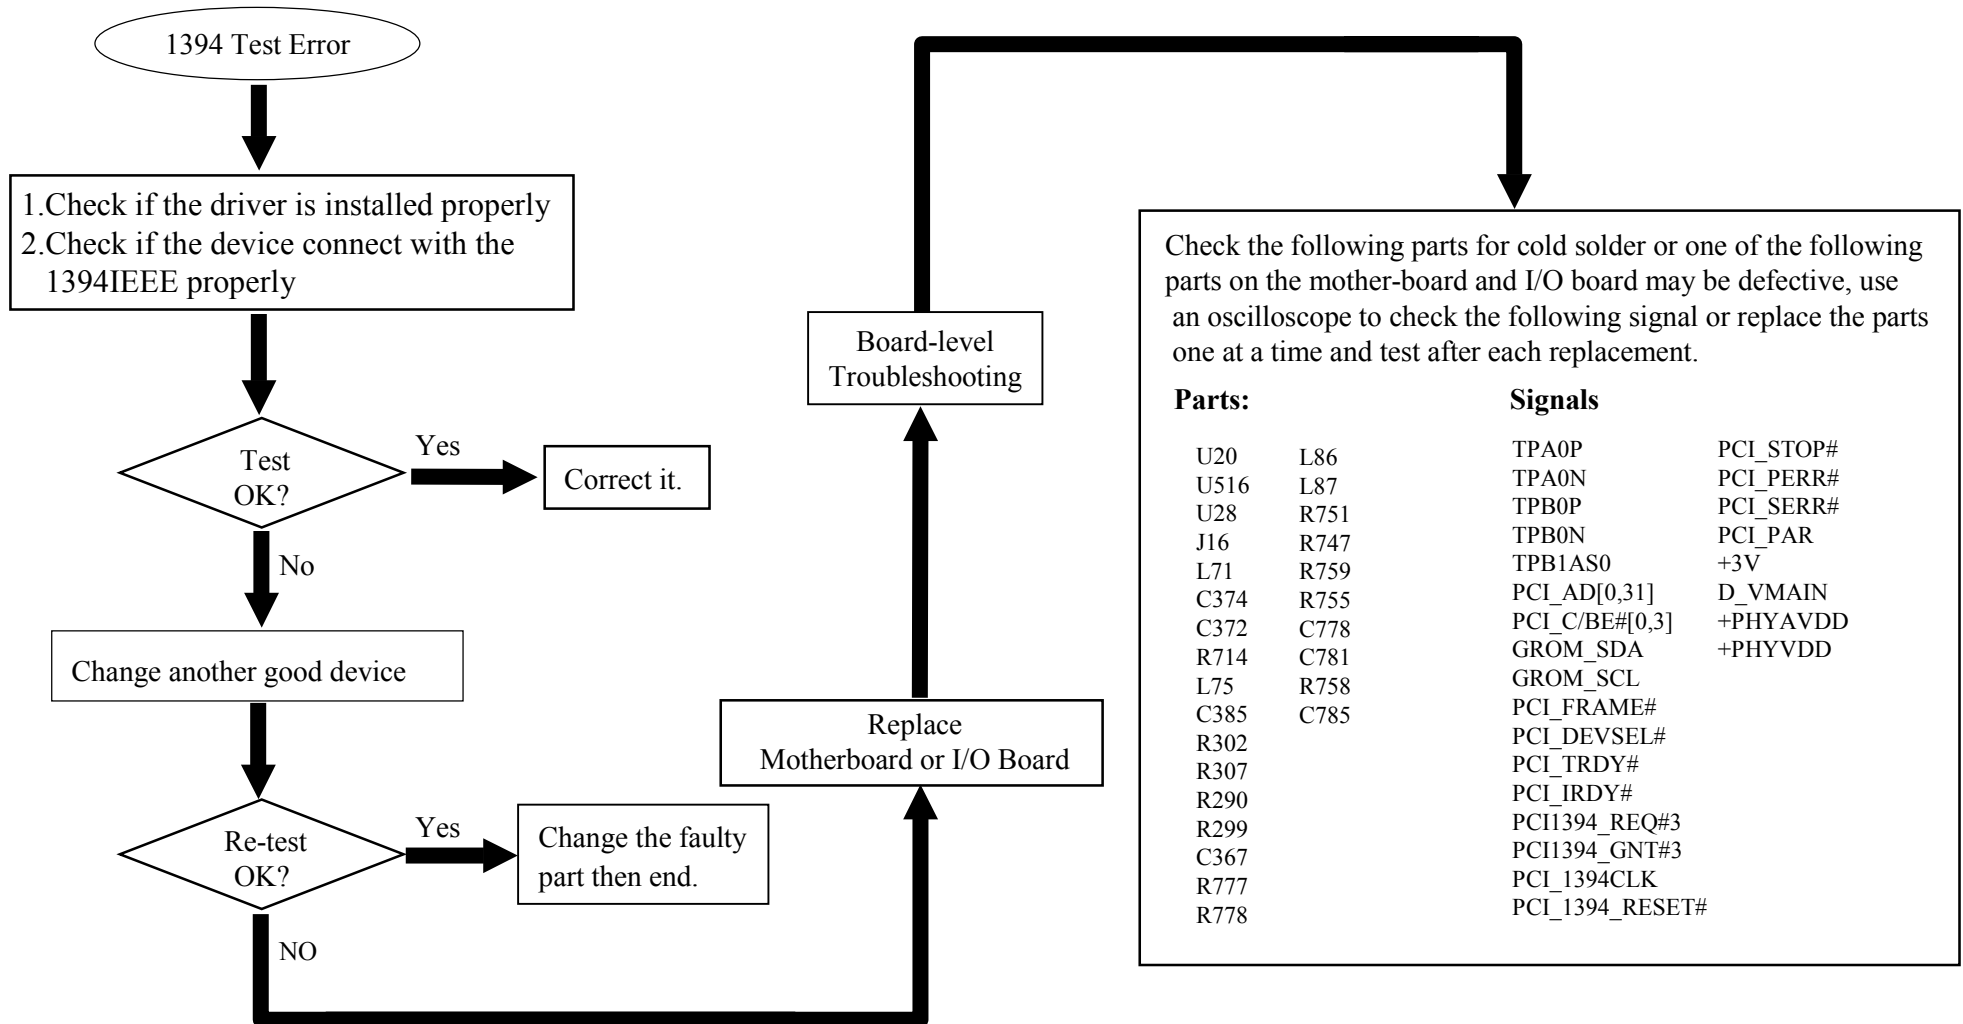 1394 Test Error
1.Check if the driver is installed properly
2.Check if the device connect with the
1394IEEE properly
Test
OK?
Yes
Correct it.
No
Change another good device
Re-test
OK?
Yes
Change the faulty
part then end.
NO
Replace
Motherboard or I/O Board
Board-level
Troubleshooting
Check the following parts for cold solder or one of the following
parts on the mother-board and I/O board may be defective, use
an oscilloscope to check the following signal or replace the parts
one at a time and test after each replacement.
Parts:
U20
U516
U28
J16
L71
C374
C372
R714
L75
C385
R302
R307
R290
R299
C367
R777
R778
L86
L87
R751
R747
R759
R755
C778
C781
R758
C785
Signals
TPA0P
TPA0N
TPB0P
TPB0N
TPB1AS0
PCI_AD[0,31]
PCI_C/BE#[0,3]
GROM_SDA
GROM_SCL
PCI_FRAME#
PCI_DEVSEL#
PCI_TRDY#
PCI_IRDY#
PCI1394_REQ#3
PCI1394_GNT#3
PCI_1394CLK
PCI_1394_RESET#
PCI_STOP#
PCI_PERR#
PCI_SERR#
PCI_PAR
+3V
D_VMAIN
+PHYAVDD
+PHYVDD